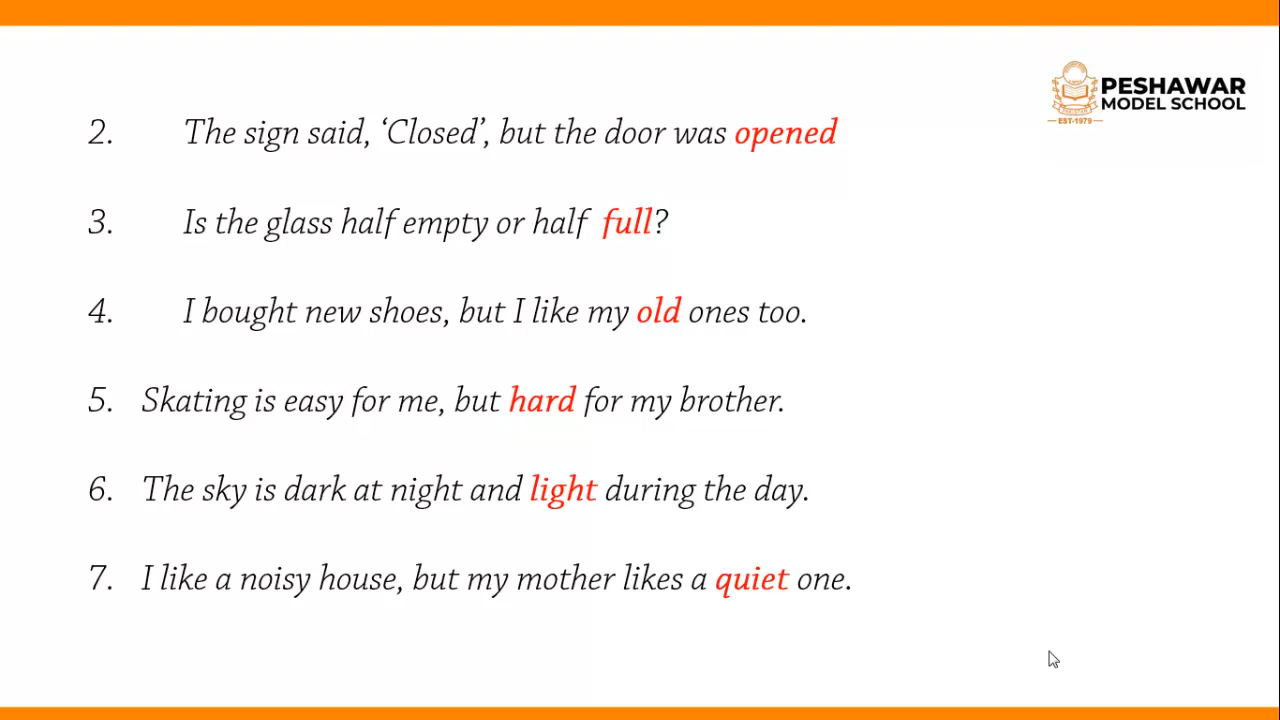 PESHAWAR
MODEL SCHOOL
EST-1979
2. The sign said, ‘Closed’, but the door was opened
3. Is the glass half empty or half full?
4. I bought new shoes, but I like my old ones too.
5. Skating is easy for me, but hard for my brother.
6. The sky is dark at night and light during the day.
7. I like a noisy house, but my mother likes a quiet one.